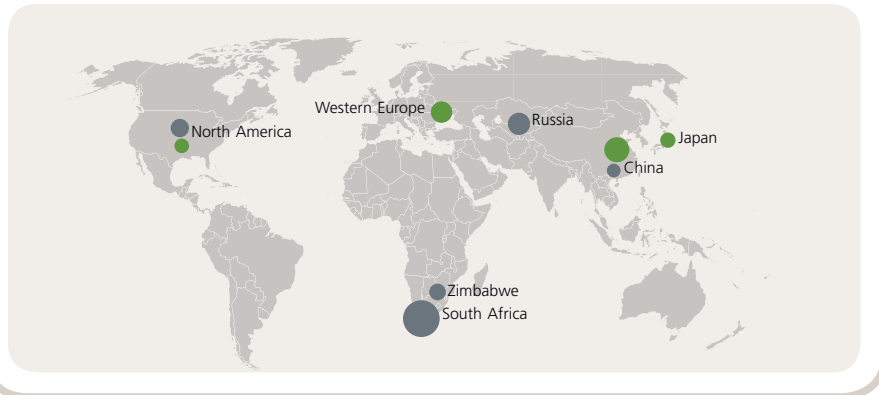 Western Europe
Russia
North America
Japan
China
Zimbabwe
South Africa